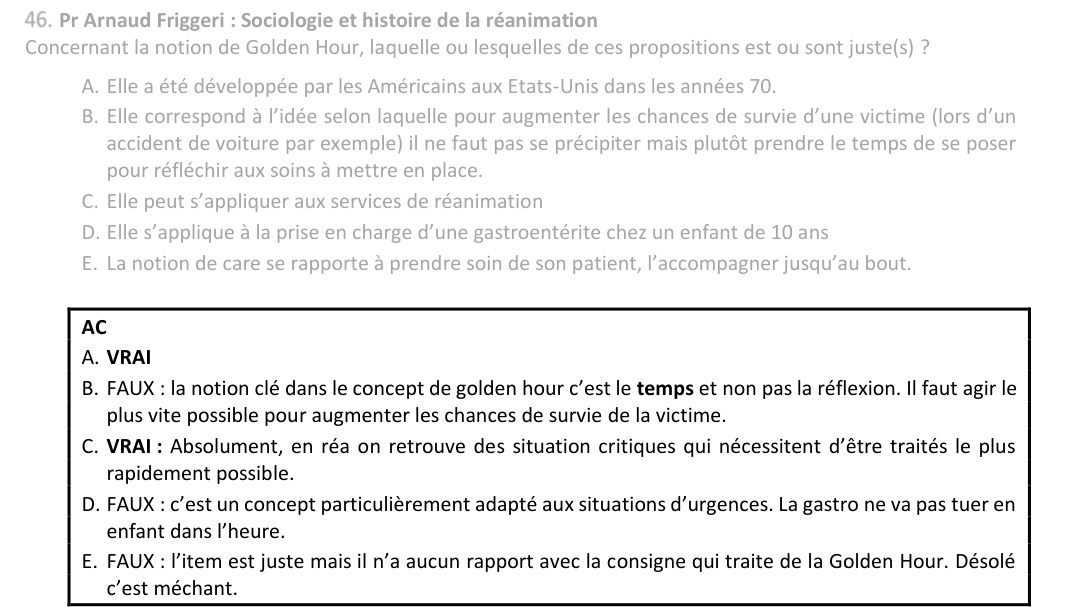 46. Pr Arnaud Friggeri : Sociologie et histoire de la réanimation
Concernant la notion de Golden Hour, laquelle ou lesquelles de ces propositions est ou sont juste(s) ?
A. Elle a été développée par les Américains aux Etats-Unis dans les années 70.
B. Elle correspond à l'idée selon laquelle pour augmenter les chances de survie d'une victime (lors d'un
accident de voiture par exemple) il ne faut pas se précipiter mais plutôt prendre le temps de se poser
pour réfléchir aux soins à mettre en place.
C. Elle peut s'appliquer aux services de réanimation
D. Elle s'applique à la prise en charge d'une gastroentérite chez un enfant de 10 ans
E. La notion de care se rapporte à prendre soin de son patient, l'accompagner jusqu'au bout.
AC
A. VRAI
B. FAUX : la notion clé dans le concept de golden hour c'est le temps et non pas la réflexion. Il faut agir le
plus vite possible pour augmenter les chances de survie de la victime.
C. VRAI : Absolument, en réa on retrouve des situation critiques qui nécessitent d'être traités le plus
rapidement possible.
D. FAUX : c'est un concept particulièrement adapté aux situations d'urgences. La gastro ne va pas tuer en
enfant dans l'heure.
E. FAUX : l'item est juste mais il n'a aucun rapport avec la consigne qui traite de la Golden Hour. Désolé
c'est méchant.